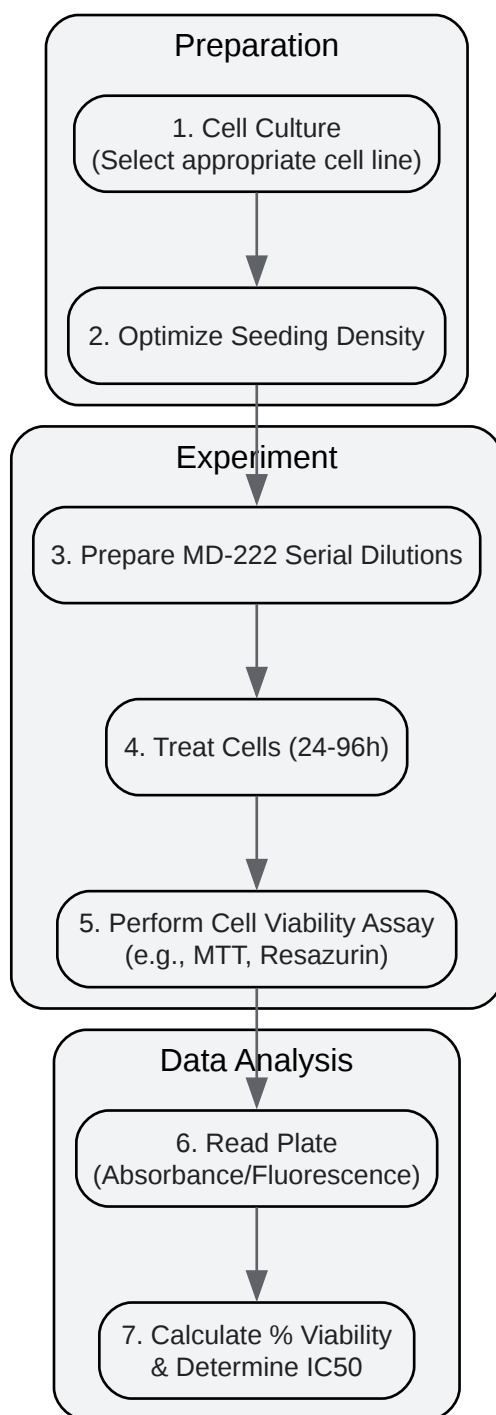 Preparation
1. Cell Culture
(Select appropriate cell line)
2. Optimize Seeding Density
Experiment
3. Prepare MD-222 Serial Dilutions
4. Treat Cells (24-96h)
5. Perform Cell Viability Assay
(e.g., MTT, Resazurin)
Data Analysis
6. Read Plate
(Absorbance/Fluorescence)
7. Calculate % Viability
& Determine IC50